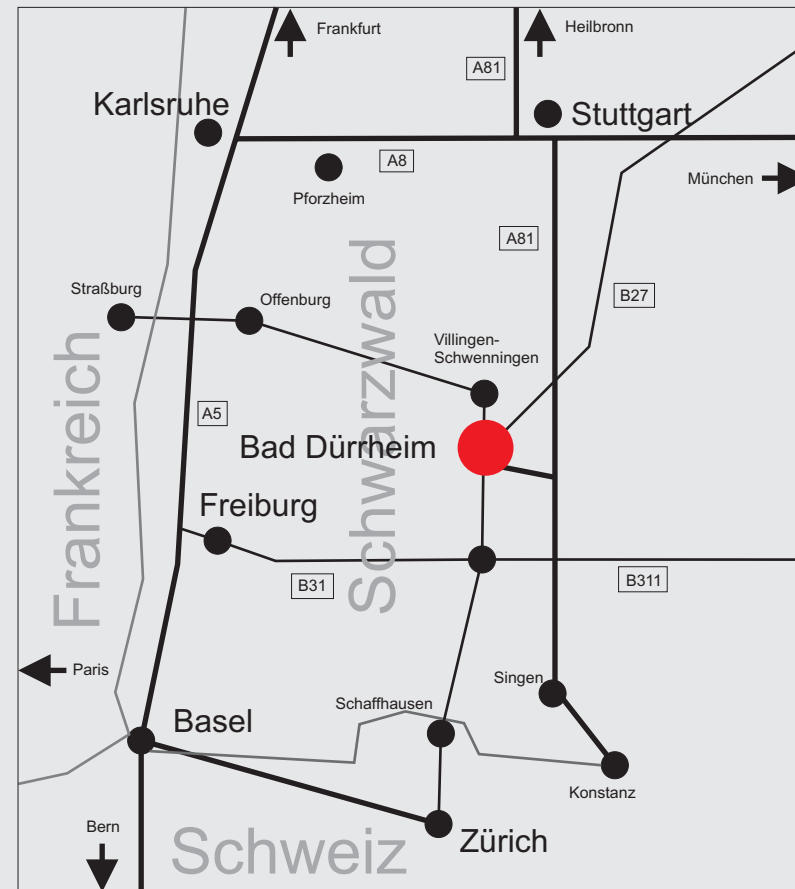 Frankfurt
Heilbronn
A81
Karlsruhe
Stuttgart
A8
Pforzheim
München
A81
Schwarzwald
Straßburg
Offenburg
B27
Frankreich
Villingen-
Schwenningen
A5
Bad Dürrheim
Freiburg
B31
B311
Paris
Singen
Schaffhausen
Basel
Konstanz
Bern
Schweiz
Zürich